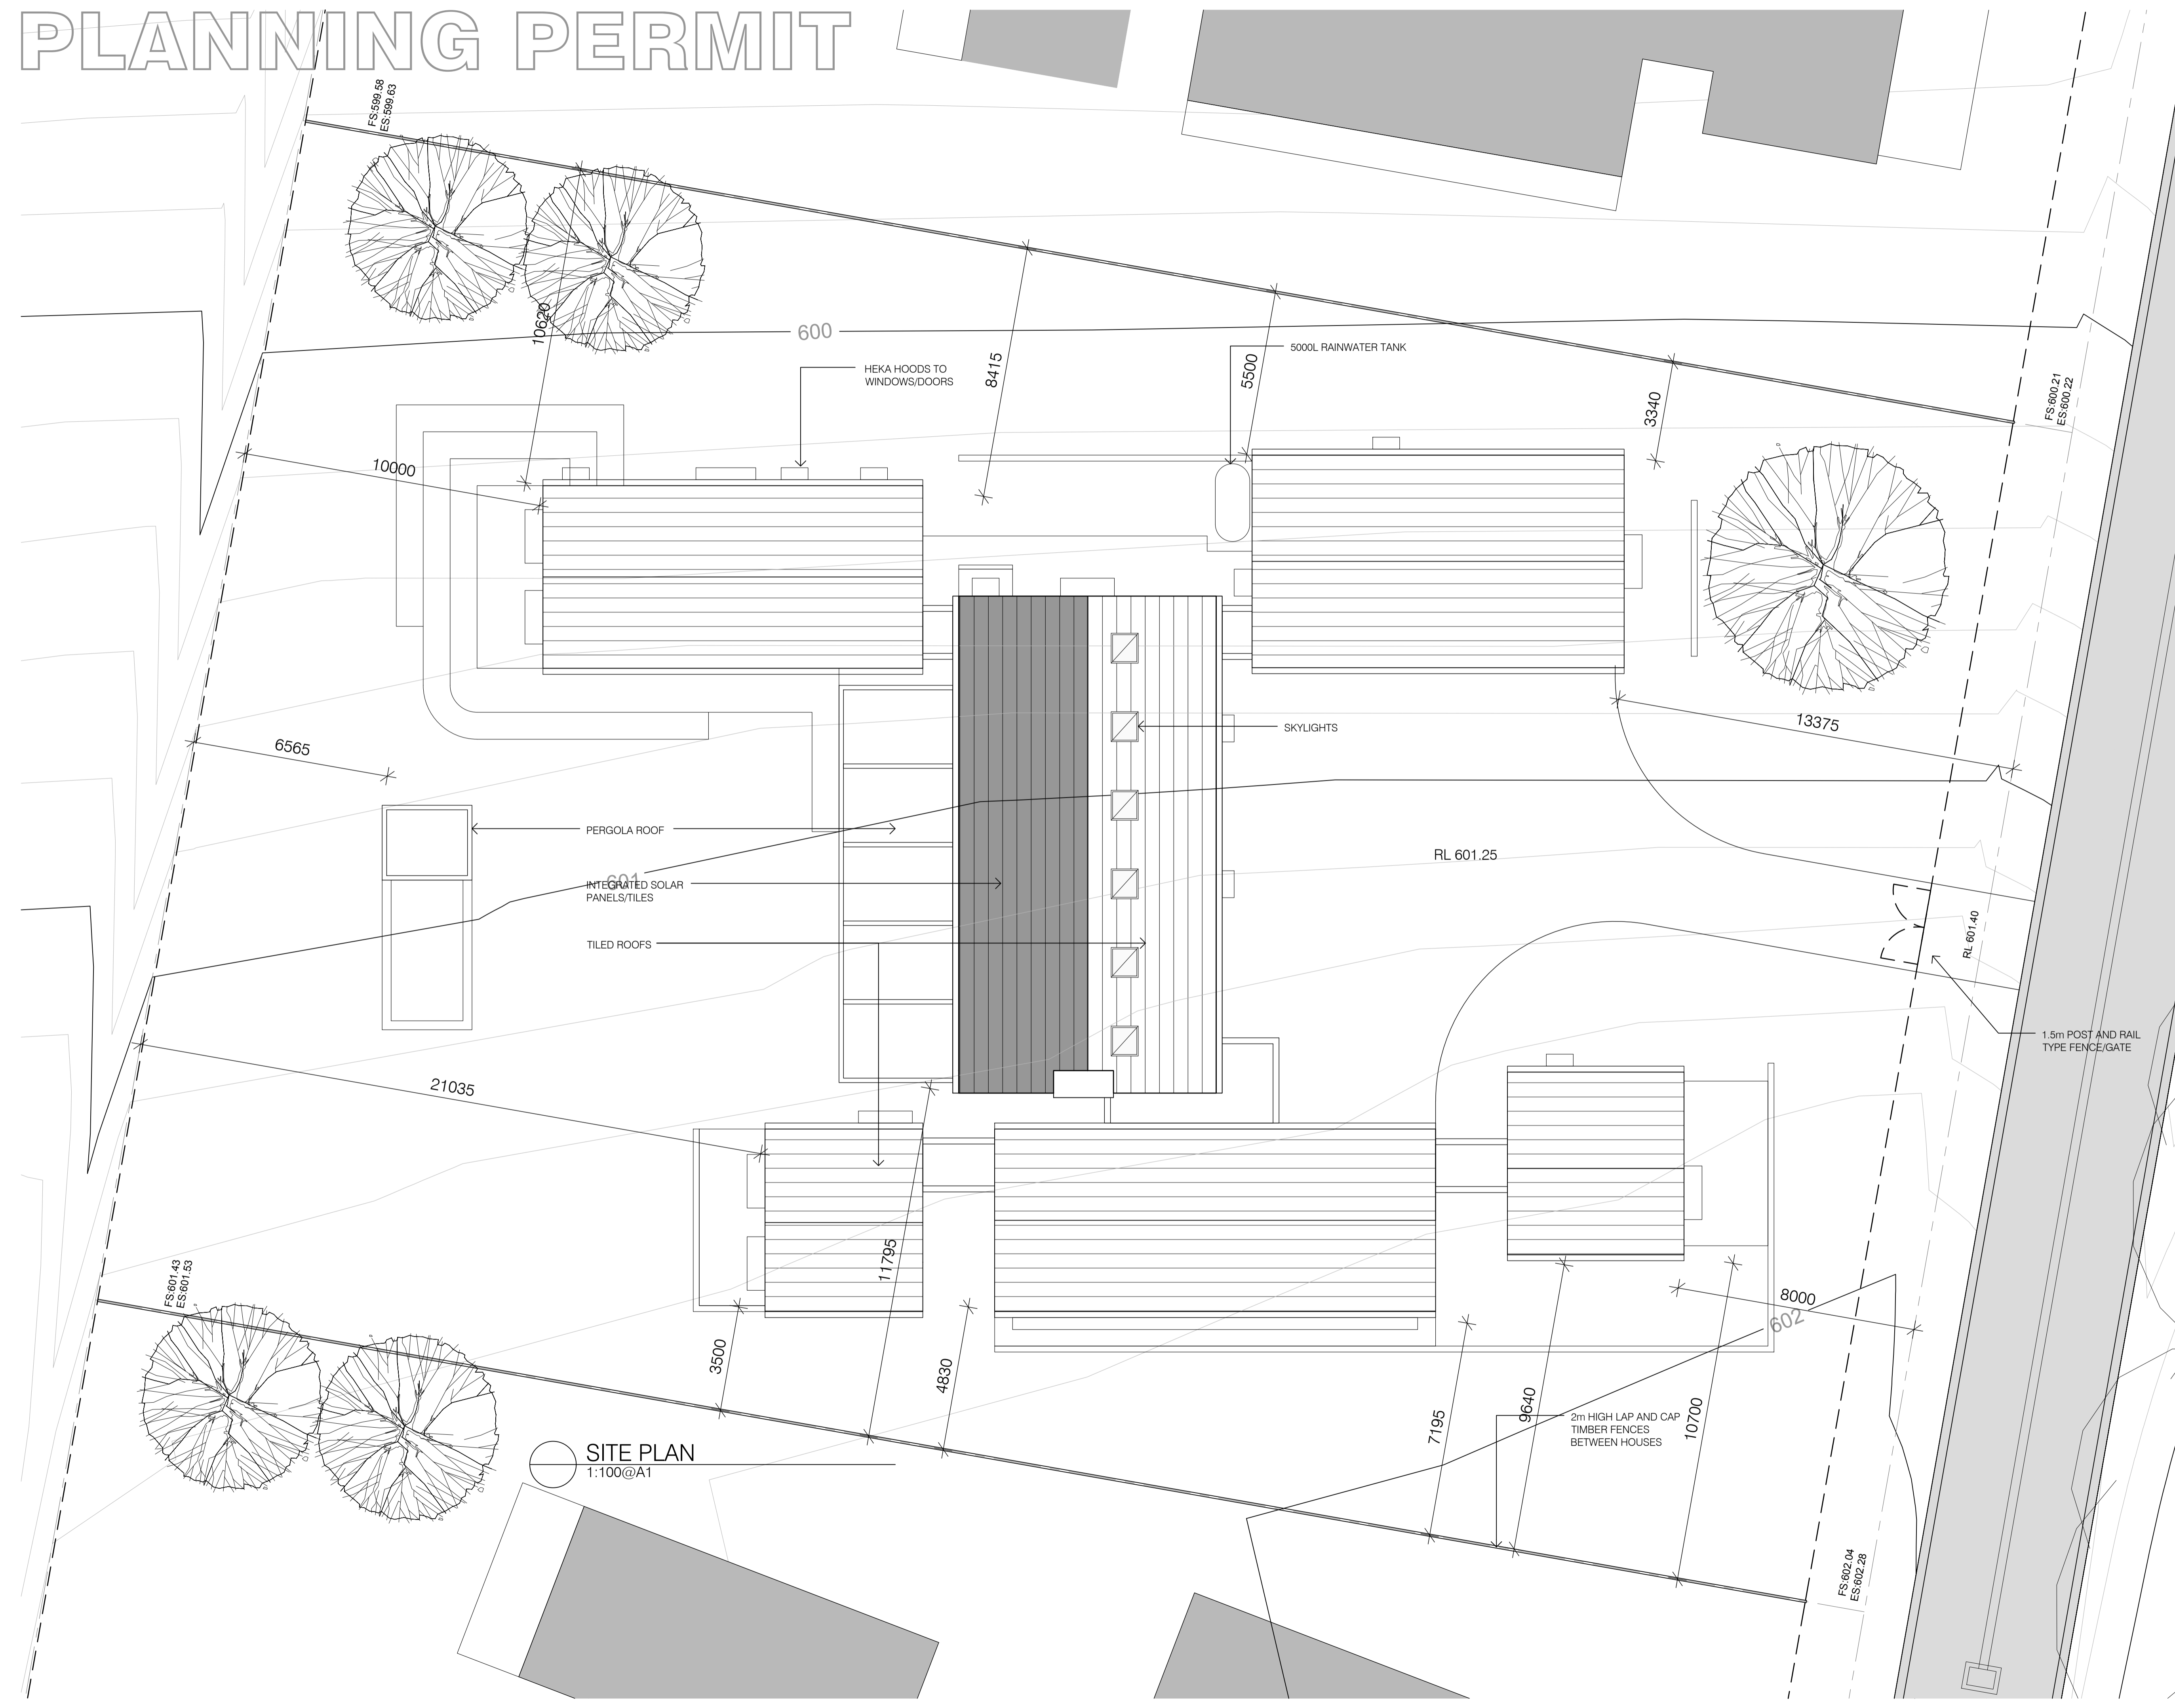 PLANNING PERMIT
FS:599.58
ES:599.63
10620
600
HEKA HOODS TO
WINDOWS/DOORS
8415
5500
5000L RAINWATER TANK
3340
FS:600.21
ES:600.22
10000
6565
SKYLIGHTS
13375
PERGOLA ROOF
601
INTEGRATED SOLAR
PANELS/TILES
RL 601.25
TILED ROOFS
RL 601.40
1.5m POST AND RAIL
TYPE FENCE/GATE
21035
11795
FS:601.43
ES:601.53
3500
4830
8000
602
7195
9640
2m HIGH LAP AND CAP
TIMBER FENCES
BETWEEN HOUSES
10700
SITE PLAN
1:100@A1
FS:602.04
ES:602.28